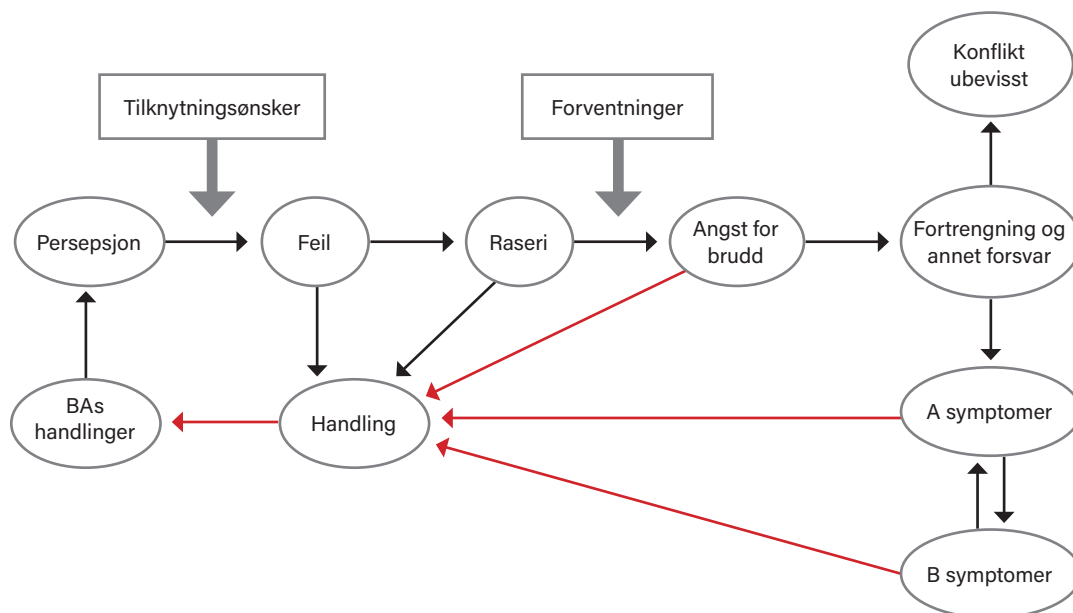 Konflikt
ubevisst
Tilknytningsønsker
Forventninger
Persepsjon
Feil
Raseri
Angst for
brudd
Fortrengning og
annet forsvar
BAs
handlinger
Handling
A symptomer
B symptomer